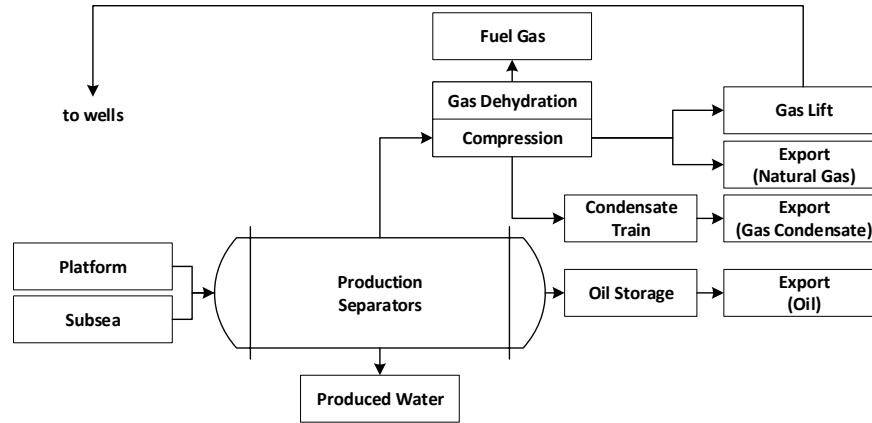 Fuel Gas
Gas Dehydration
Compression
to wells
Gas Lift
Export
(Natural Gas)
Condensate
Train
Export
(Gas Condensate)
Platform
Subsea
Production
Separators
Oil Storage
Export
(Oil)
Produced Water